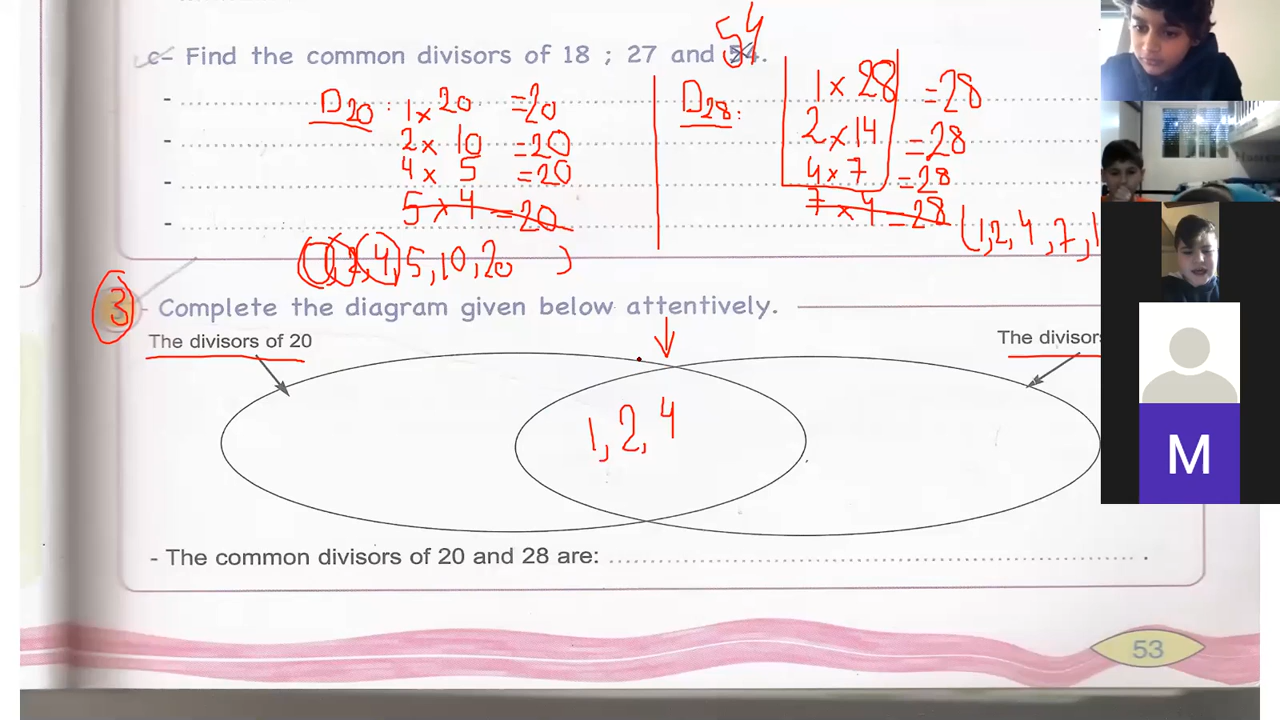 c- Find the common divisors of 18 ; 27 and 54.
54
D20 : 1 x 20 = 20
2 x 10 = 20
4 x 5 = 20
5 x 4 = 20
(1, 2, 4, 5, 10, 20 )
D28 : 1 x 28 = 28
2 x 14 = 28
4 x 7 = 28
7 x 4 = 28
(1, 2, 4, 7, 1
3 - Complete the diagram given below attentively.
The divisors of 20
The divisors
1, 2, 4
- The common divisors of 20 and 28 are: .
53
M